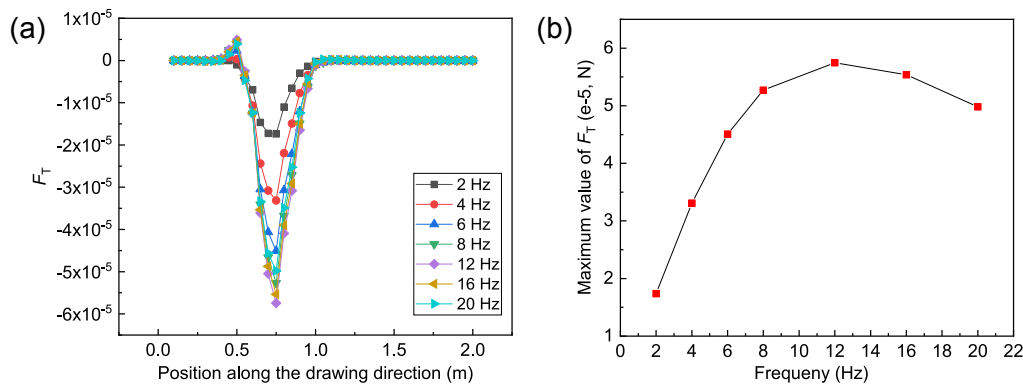 (a)
1x10⁻⁵
0
-1x10⁻⁵
-2x10⁻⁵
-3x10⁻⁵
-4x10⁻⁵
-5x10⁻⁵
-6x10⁻⁵
F_T
2 Hz
4 Hz
6 Hz
8 Hz
12 Hz
16 Hz
20 Hz
0.0 0.5 1.0 1.5 2.0
Position along the drawing direction (m)
(b)
6
5
4
3
2
1
Maximum value of F_T (e-5, N)
0 2 4 6 8 10 12 14 16 18 20 22
Frequeny (Hz)